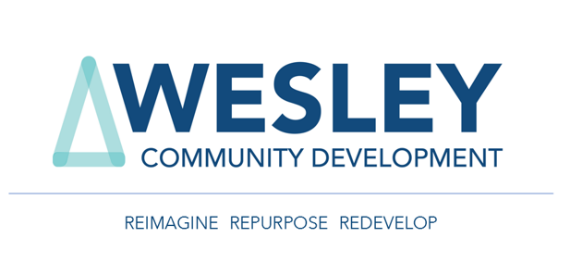 WESLEY
COMMUNITY DEVELOPMENT
REIMAGINE REPURPOSE REDEVELOP